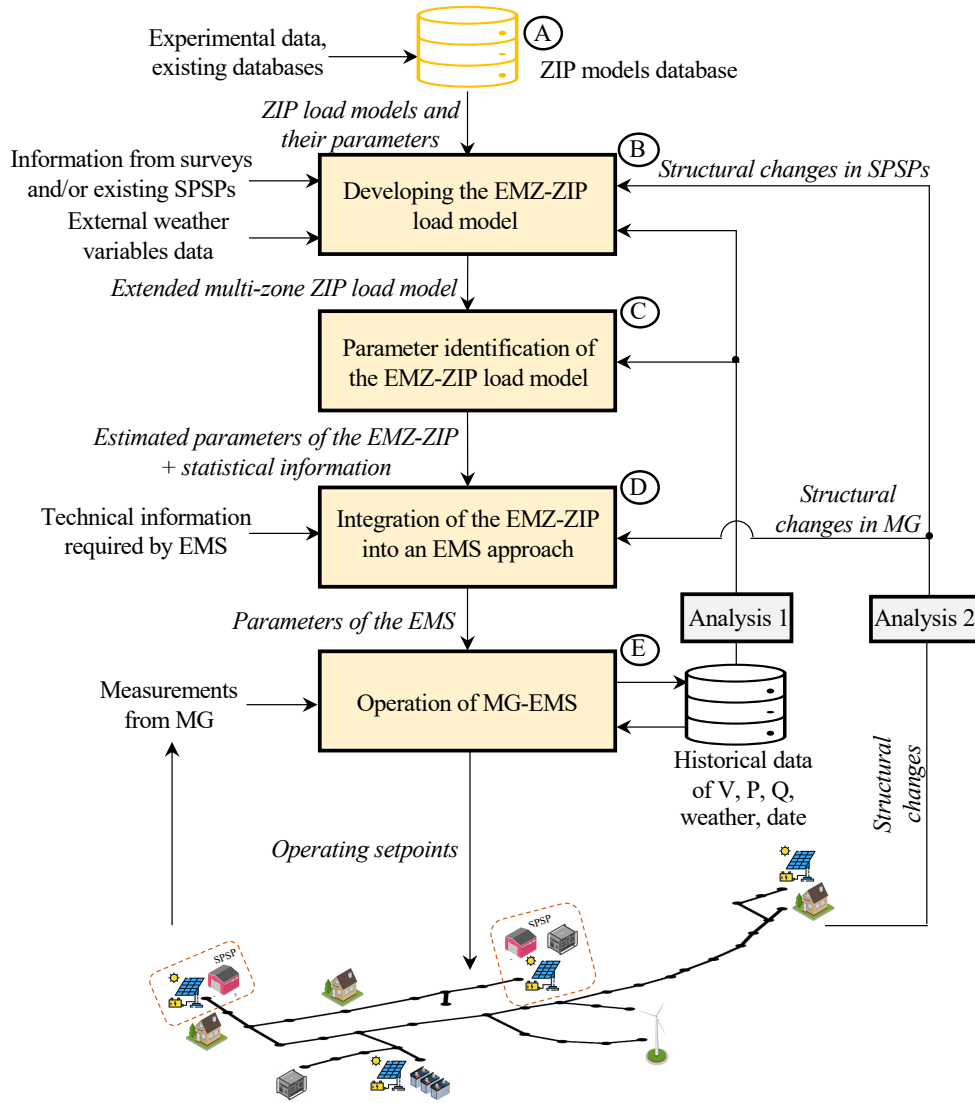 Experimental data,
existing databases
A
ZIP models database
ZIP load models and
their parameters
B
Information from surveys
and/or existing SPSPs
Structural changes in SPSPs
Developing the EMZ-ZIP
load model
External weather
variables data
Extended multi-zone ZIP load model
C
Parameter identification of
the EMZ-ZIP load model
Estimated parameters of the EMZ-ZIP
+ statistical information
D
Structural
changes in MG
Technical information
required by EMS
Integration of the EMZ-ZIP
into an EMS approach
Parameters of the EMS
Analysis 1
Analysis 2
E
Measurements
from MG
Operation of MG-EMS
Historical data
of V, P, Q,
weather, date
Structural
changes
Operating setpoints
SPSP
SPSP